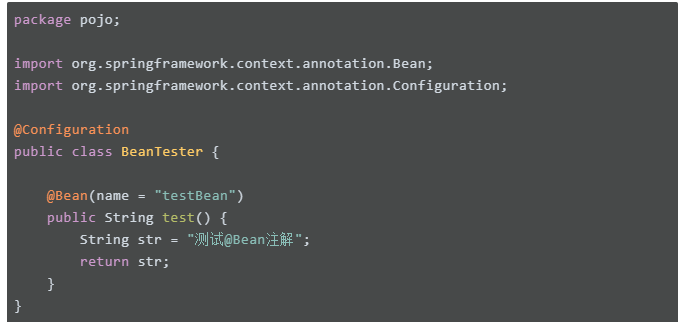 package pojo;
import org.springframework.context.annotation.Bean;
import org.springframework.context.annotation.Configuration;
@Configuration
public class BeanTester {
@Bean(name = "testBean")
public String test() {
String str = "测试@Bean注解";
return str;
}
}